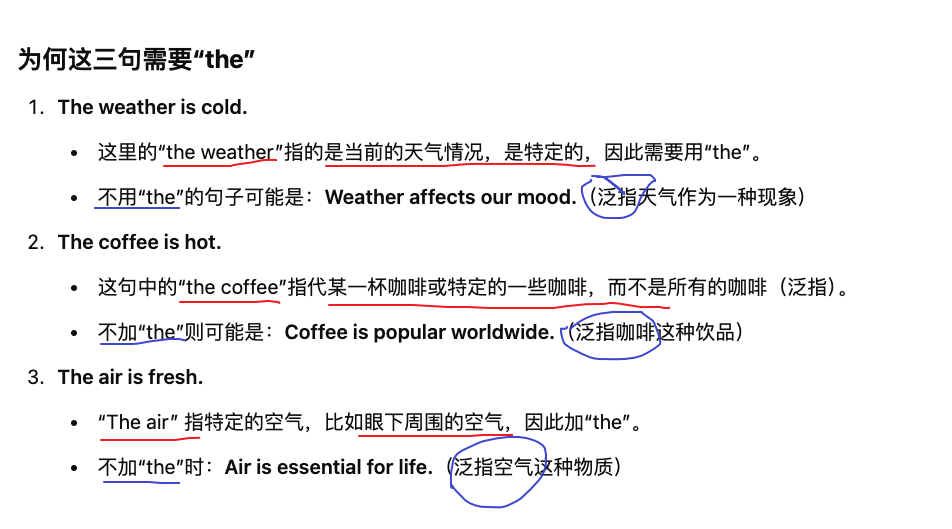 为何这三句需要“the”
1. The weather is cold.
• 这里的“the weather”指的是当前的天气情况，是特定的，因此需要用“the”。
• 不用“the”的句子可能是：Weather affects our mood.（泛指天气作为一种现象）
2. The coffee is hot.
• 这句中的“the coffee”指代某一杯咖啡或特定的一些咖啡，而不是所有的咖啡（泛指）。
• 不加“the”则可能是：Coffee is popular worldwide.（泛指咖啡这种饮品）
3. The air is fresh.
• “The air” 指特定的空气，比如眼下周围的空气，因此加“the”。
• 不加“the”时：Air is essential for life.（泛指空气这种物质）